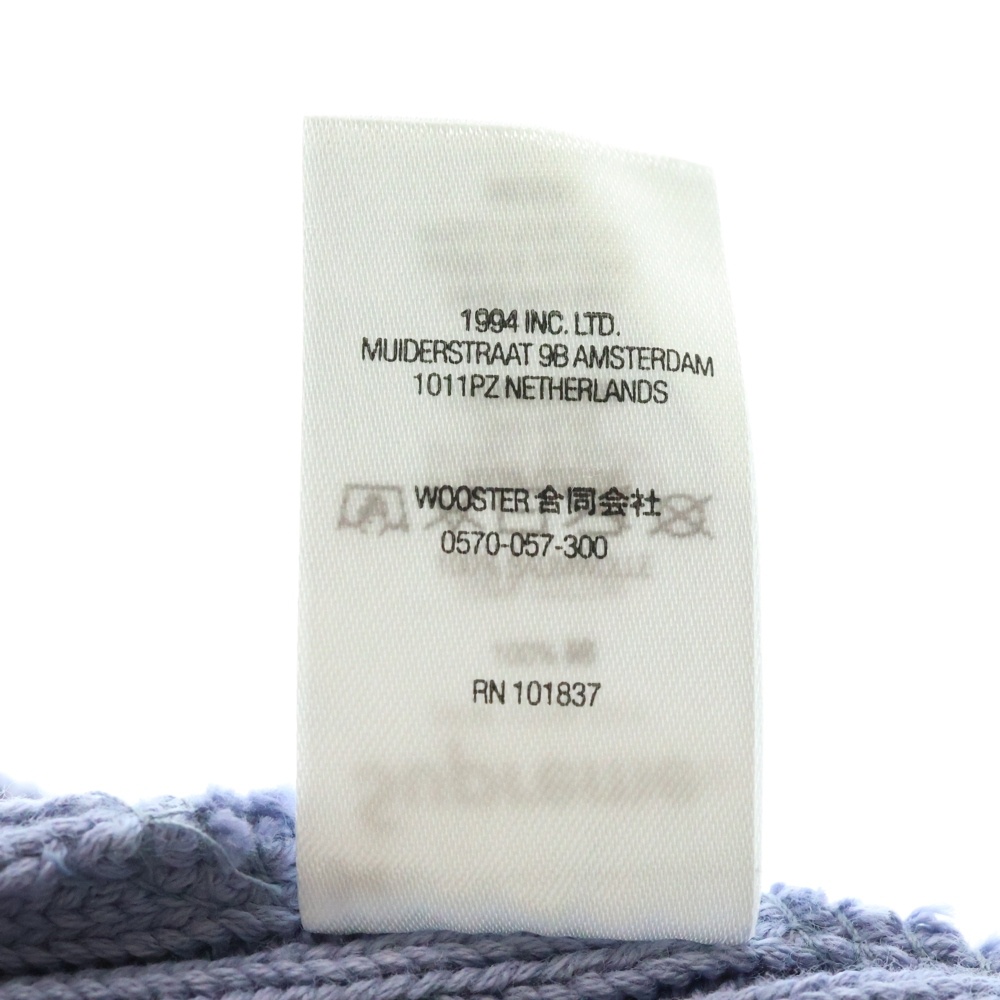 1994 INC. LTD.
MUIDERSTRAAT 9B AMSTERDAM
1011PZ NETHERLANDS
WOOSTER 合同会社
0570-057-300
RN 101837